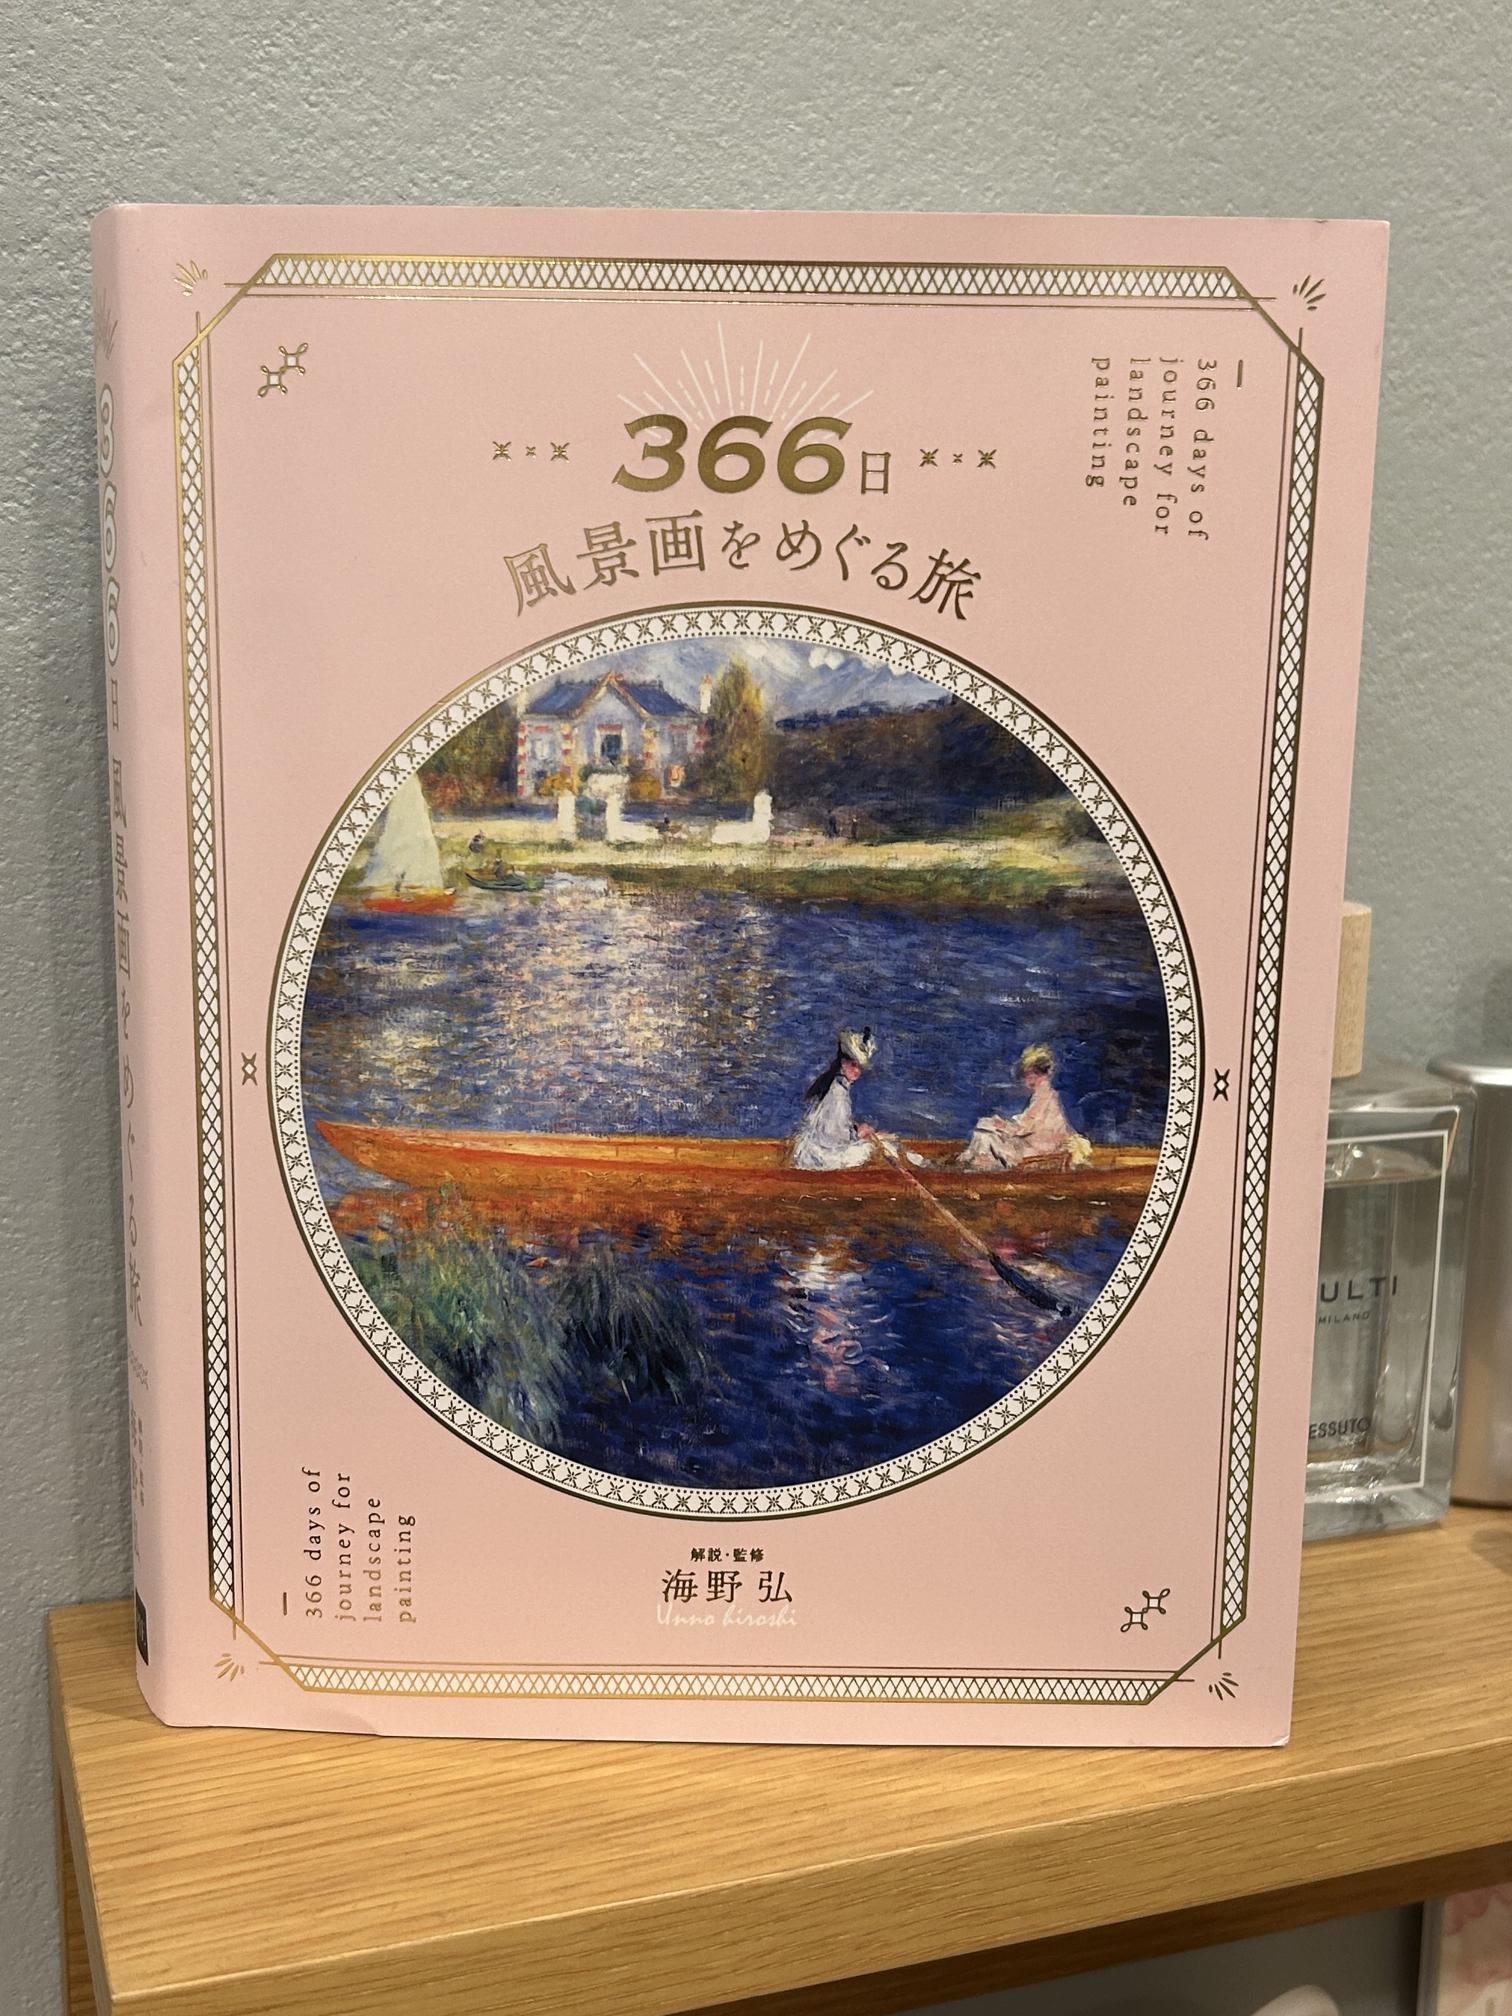 366日
風景画をめぐる旅
366 days of
journey for
landscape
painting
366 days of
journey for
landscape
painting
解説・監修
海野 弘
Unno hiroshi
366日 風景画をめぐる旅
ULTI
MILANO
ESSUTO